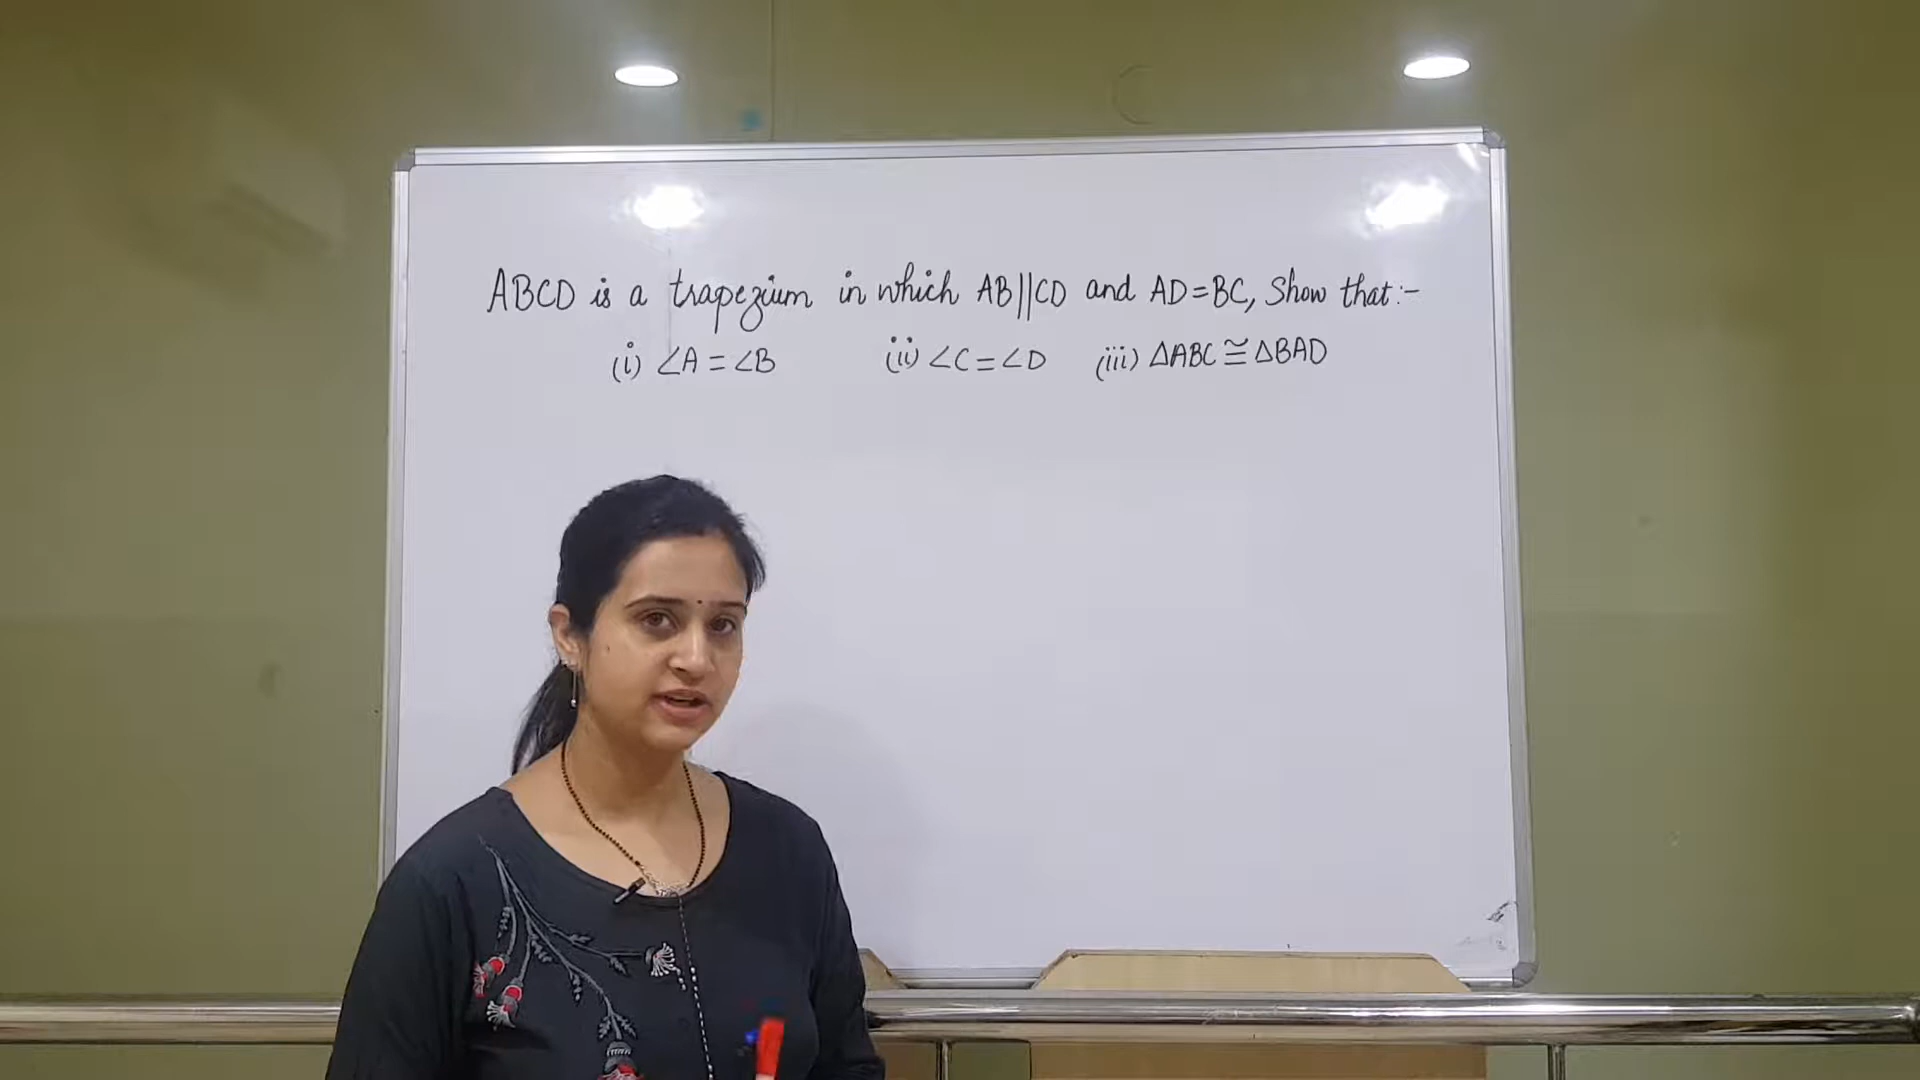 ABCD is a trapezium in which AB||CD and AD=BC, Show that:-
(i) ∠A = ∠B (ii) ∠C = ∠D (iii) ΔABC ≅ ΔBAD